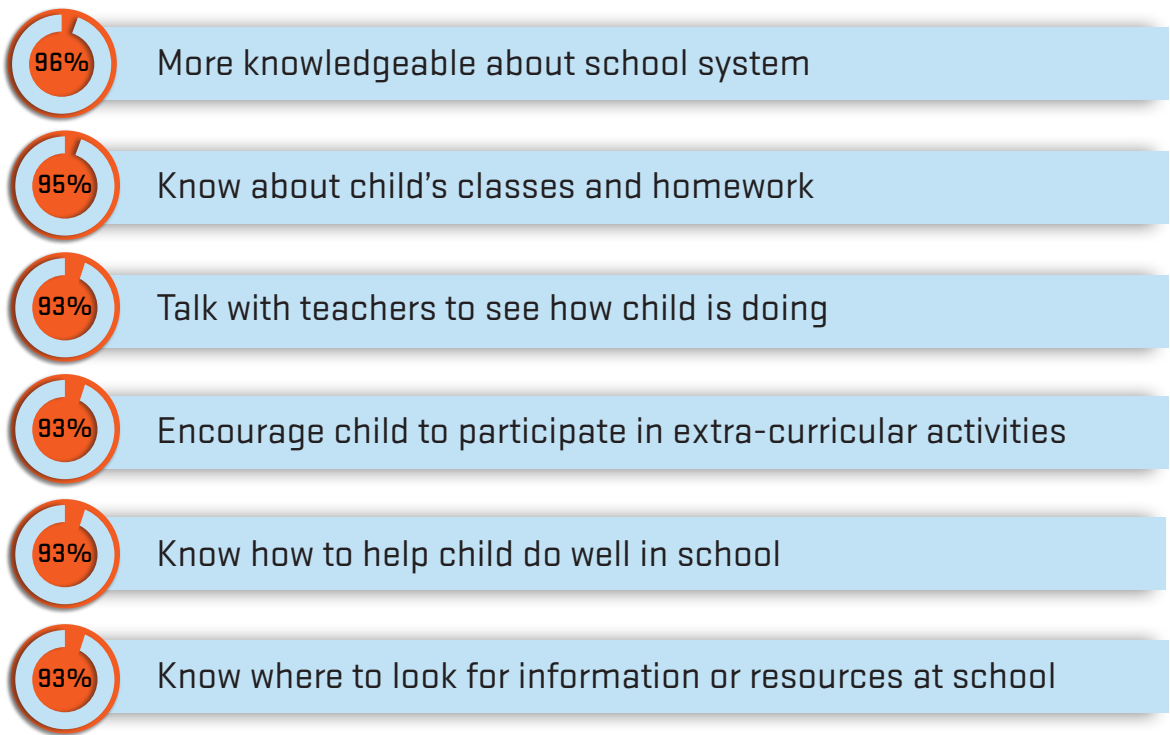 96% More knowledgeable about school system
95% Know about child's classes and homework
93% Talk with teachers to see how child is doing
93% Encourage child to participate in extra-curricular activities
93% Know how to help child do well in school
93% Know where to look for information or resources at school